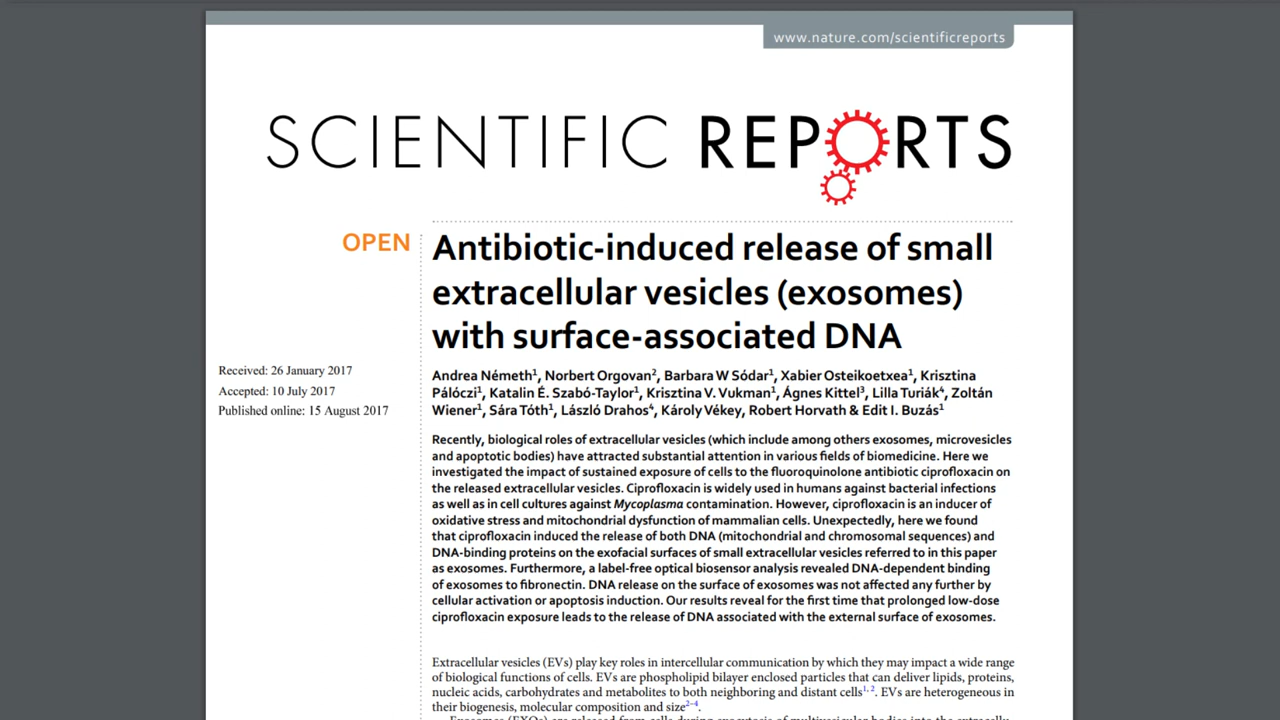 www.nature.com/scientificreports
SCIENTIFIC REPORTS
OPEN
Antibiotic-induced release of small
extracellular vesicles (exosomes)
with surface-associated DNA
Received: 26 January 2017
Accepted: 10 July 2017
Published online: 15 August 2017
Andrea Németh1, Norbert Orgovan2, Barbara W Sódar1, Xabier Osteikoetxea1, Krisztina
Pálóczi1, Katalin É. Szabó-Taylor1, Krisztina V. Vukman1, Ágnes Kittel3, Lilla Turiák4, Zoltán
Wiener1, Sára Tóth1, László Drahos4, Károly Vékey, Robert Horvath & Edit I. Buzás1
Recently, biological roles of extracellular vesicles (which include among others exosomes, microvesicles
and apoptotic bodies) have attracted substantial attention in various fields of biomedicine. Here we
investigated the impact of sustained exposure of cells to the fluoroquinolone antibiotic ciprofloxacin on
the released extracellular vesicles. Ciprofloxacin is widely used in humans against bacterial infections
as well as in cell cultures against Mycoplasma contamination. However, ciprofloxacin is an inducer of
oxidative stress and mitochondrial dysfunction of mammalian cells. Unexpectedly, here we found
that ciprofloxacin induced the release of both DNA (mitochondrial and chromosomal sequences) and
DNA-binding proteins on the exofacial surfaces of small extracellular vesicles referred to in this paper
as exosomes. Furthermore, a label-free optical biosensor analysis revealed DNA-dependent binding
of exosomes to fibronectin. DNA release on the surface of exosomes was not affected any further by
cellular activation or apoptosis induction. Our results reveal for the first time that prolonged low-dose
ciprofloxacin exposure leads to the release of DNA associated with the external surface of exosomes.
Extracellular vesicles (EVs) play key roles in intercellular communication by which they may impact a wide range
of biological functions of cells. EVs are phospholipid bilayer enclosed particles that can deliver lipids, proteins,
nucleic acids, carbohydrates and metabolites to both neighboring and distant cells1, 2. EVs are heterogeneous in
their biogenesis, molecular composition and size2–4.